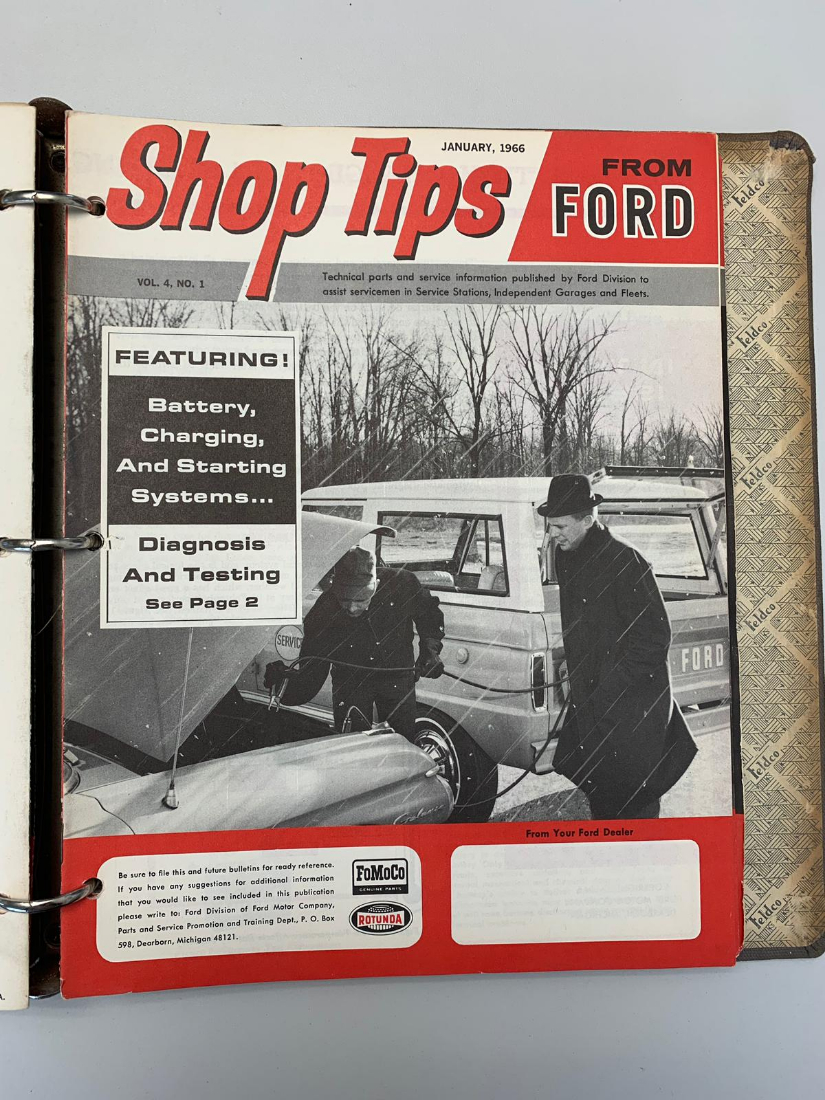 JANUARY, 1966
Shop Tips
FROM
FORD
VOL. 4, NO. 1
Technical parts and service information published by Ford Division to
assist servicemen in Service Stations, Independent Garages and Fleets.
FEATURING!
Battery,
Charging,
And Starting
Systems...
Diagnosis
And Testing
See Page 2
SERVICE
FORD
From Your Ford Dealer
Be sure to file this and future bulletins for ready reference.
If you have any suggestions for additional information
that you would like to see included in this publication
please write to: Ford Division of Ford Motor Company,
Parts and Service Promotion and Training Dept., P. O. Box
598, Dearborn, Michigan 48121.
FoMoCo
GENUINE PARTS
ROTUNDA
Feldco
Feldco
Feldco
Feldco
Feldco
Feldco
A.